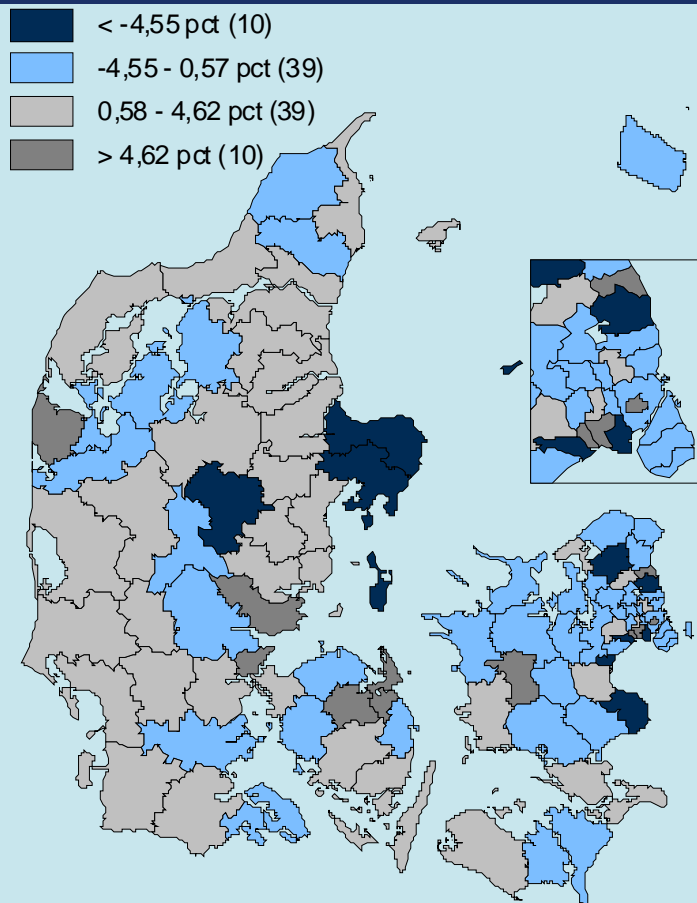 < -4,55 pct (10)
-4,55 - 0,57 pct (39)
0,58 - 4,62 pct (39)
> 4,62 pct (10)